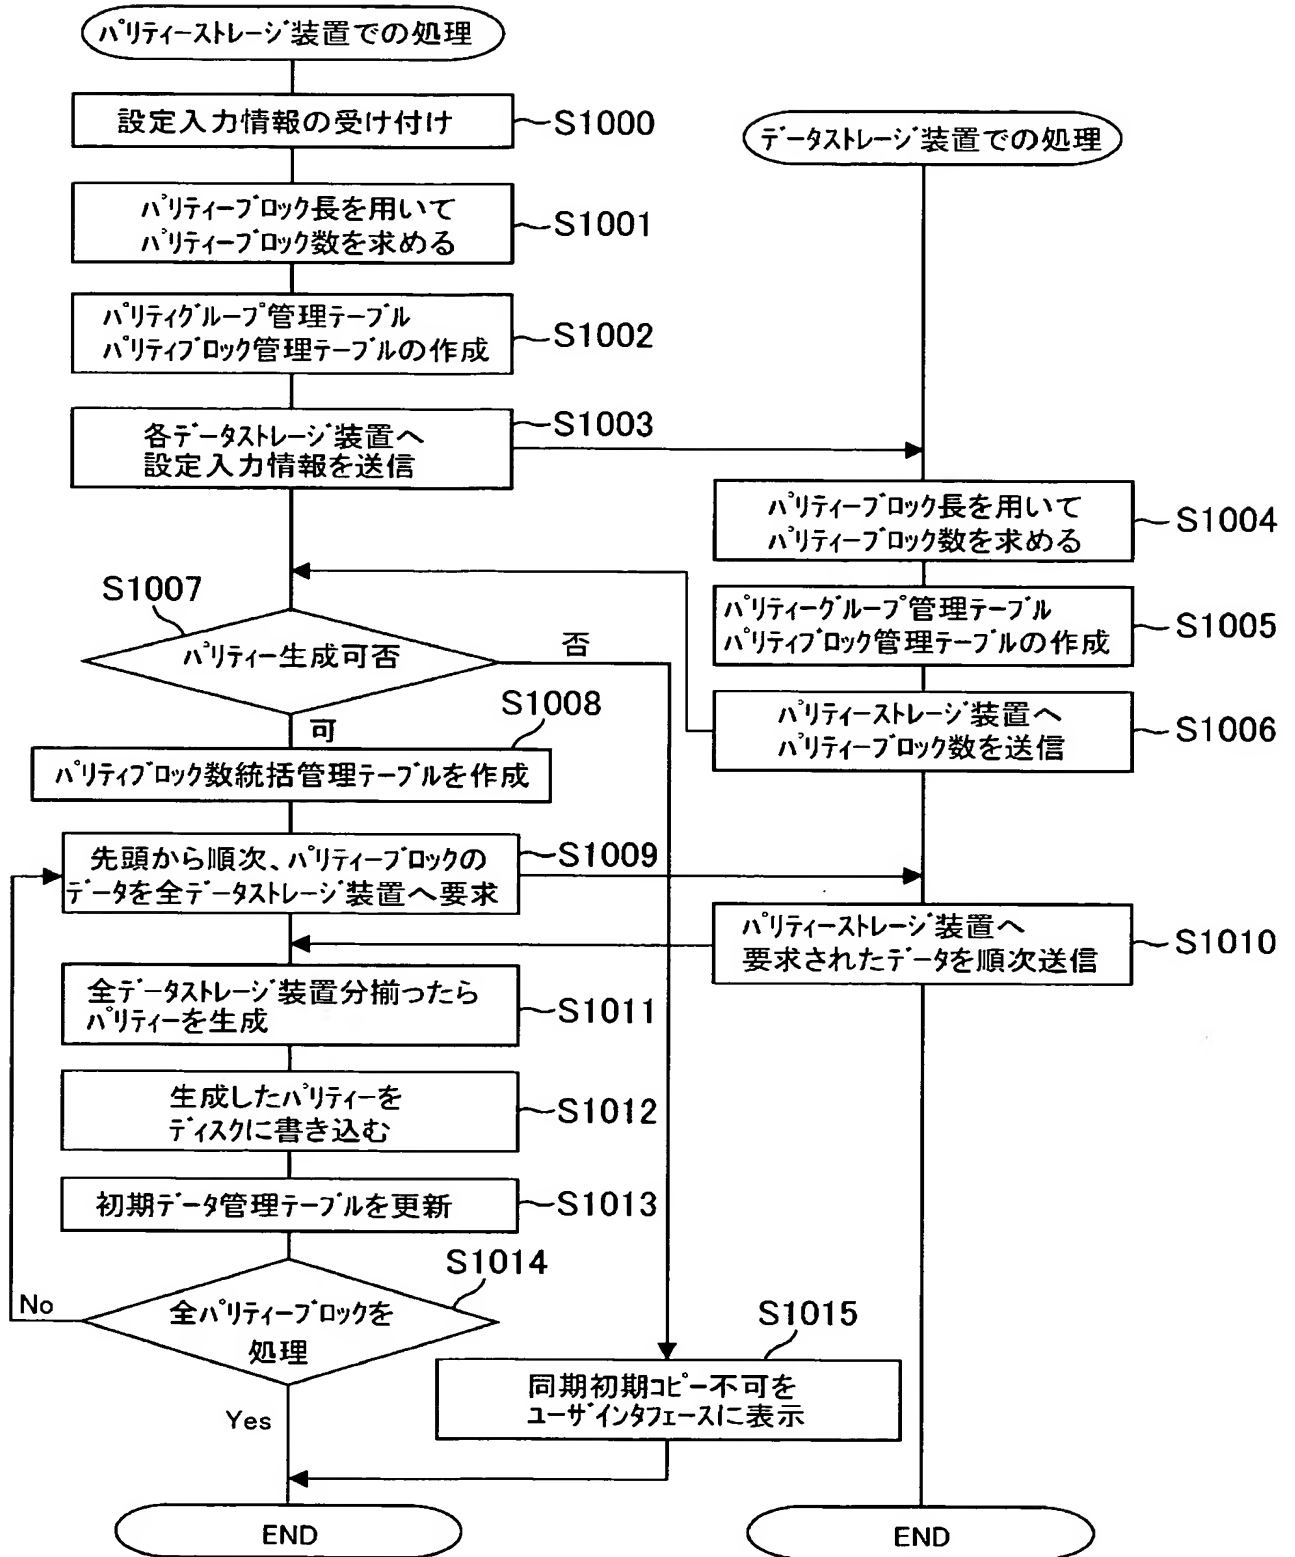 パリティーストレージ装置での処理
設定入力情報の受け付け
S1000
パリティーブロック長を用いて
パリティーブロック数を求める
S1001
パリティグループ管理テーブル
パリティブロック管理テーブルの作成
S1002
各データストレージ装置へ
設定入力情報を送信
S1003
データストレージ装置での処理
パリティーブロック長を用いて
パリティーブロック数を求める
S1004
パリティーグループ管理テーブル
パリティブロック管理テーブルの作成
S1005
パリティーストレージ装置へ
パリティーブロック数を送信
S1006
S1007
パリティー生成可否
否
可
S1008
パリティブロック数統括管理テーブルを作成
先頭から順次、パリティーブロックの
データを全データストレージ装置へ要求
S1009
パリティーストレージ装置へ
要求されたデータを順次送信
S1010
全データストレージ装置分揃ったら
パリティーを生成
S1011
生成したパリティーを
ディスクに書き込む
S1012
初期データ管理テーブルを更新
S1013
S1014
全パリティーブロックを
処理
No
Yes
S1015
同期初期コピー不可を
ユーザインタフェースに表示
END
END